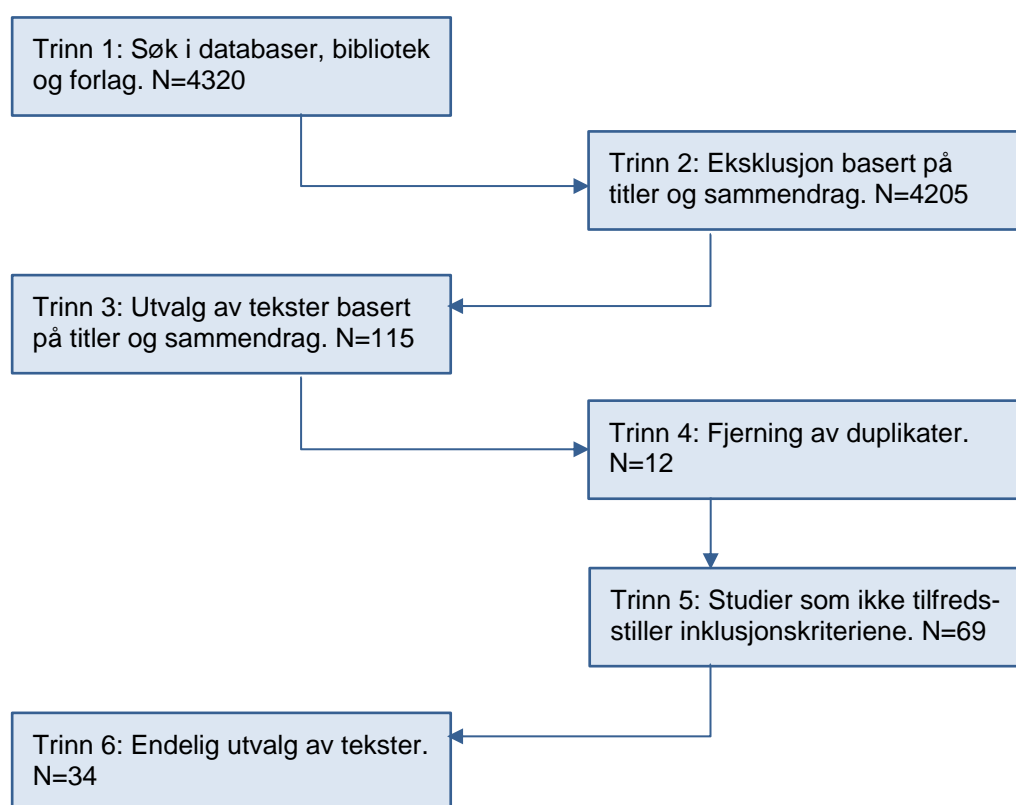 Trinn 1: Søk i databaser, bibliotek
og forlag. N=4320
Trinn 2: Eksklusjon basert på
titler og sammendrag. N=4205
Trinn 3: Utvalg av tekster basert
på titler og sammendrag. N=115
Trinn 4: Fjerning av duplikater.
N=12
Trinn 5: Studier som ikke tilfreds-
stiller inklusjonskriteriene. N=69
Trinn 6: Endelig utvalg av tekster.
N=34